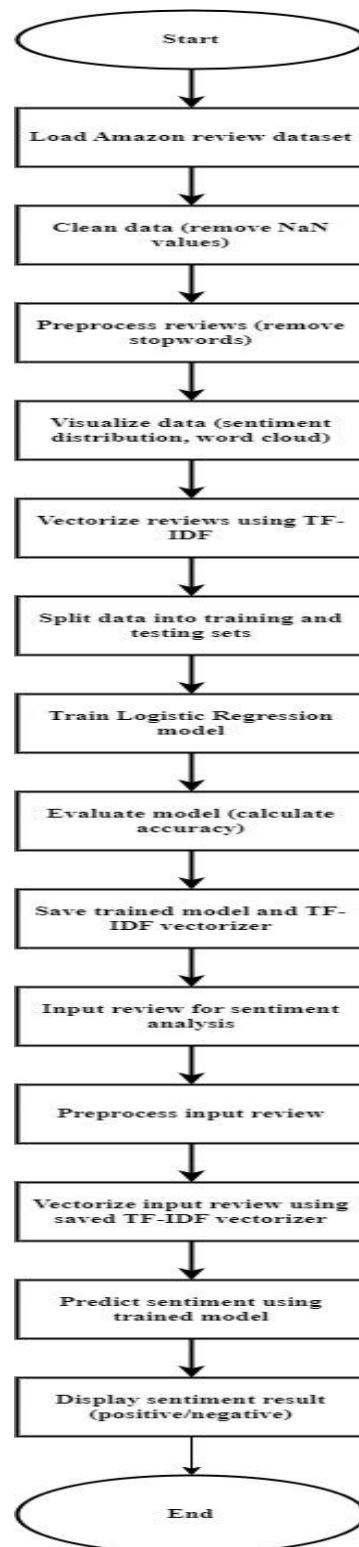 Start
Load Amazon review dataset
Clean data (remove NaN
values)
Preprocess reviews (remove
stopwords)
Visualize data (sentiment
distribution, word cloud)
Vectorize reviews using TF-
IDF
Split data into training and
testing sets
Train Logistic Regression
model
Evaluate model (calculate
accuracy)
Save trained model and TF-
IDF vectorizer
Input review for sentiment
analysis
Preprocess input review
Vectorize input review using
saved TF-IDF vectorizer
Predict sentiment using
trained model
Display sentiment result
(positive/negative)
End